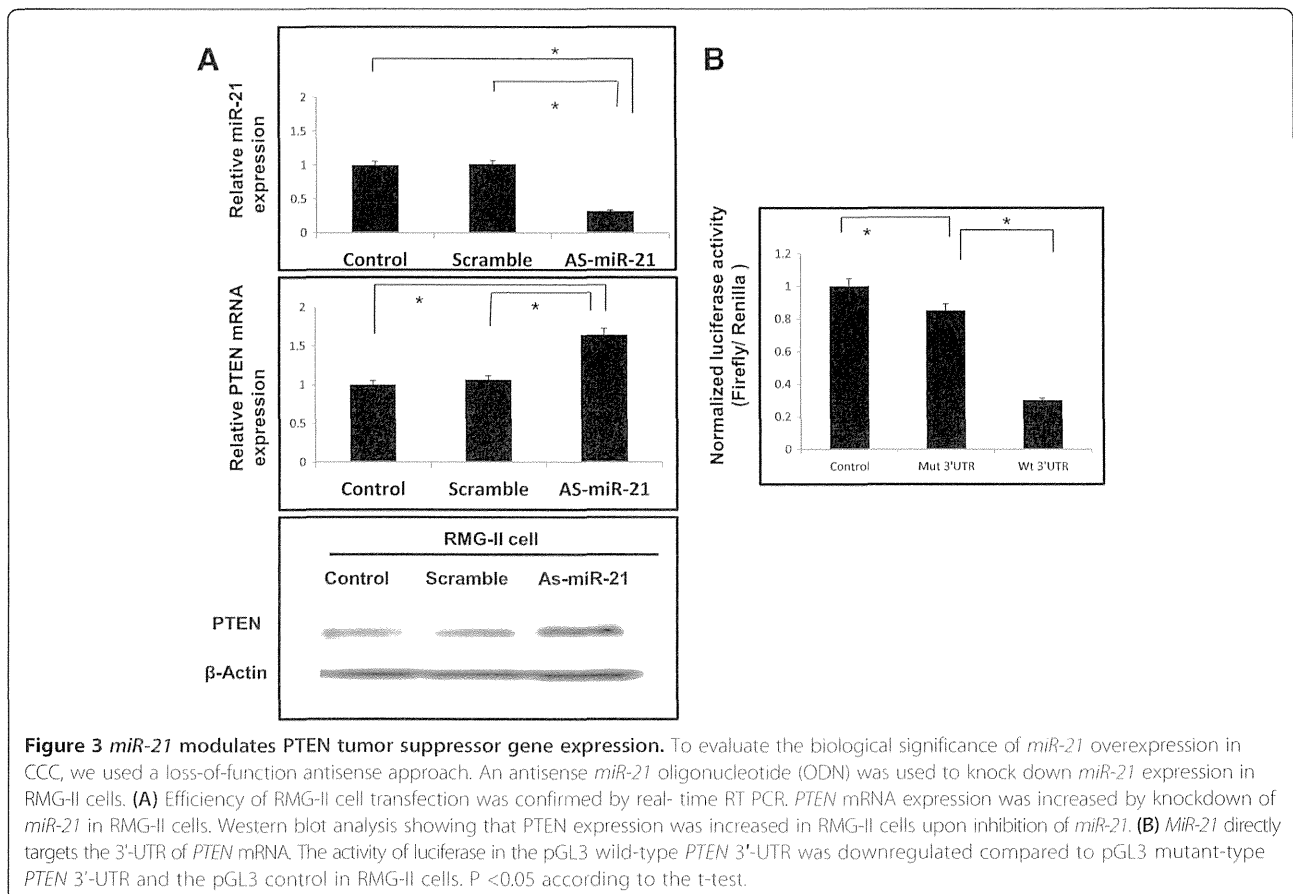 A
Relative miR-21
expression
*
*
2
1.5
1
0.5
0
Control Scramble AS-miR-21
Relative PTEN mRNA
expression
*
*
2
1.5
1
0.5
0
Control Scramble AS-miR-21
RMG-II cell
Control Scramble As-miR-21
PTEN
β-Actin
B
Normalized luciferase activity
(Firefly/ Renilla )
*
*
1.2
1
0.8
0.6
0.4
0.2
0
Control Mut 3'UTR Wt 3'UTR
Figure 3 miR-21 modulates PTEN tumor suppressor gene expression. To evaluate the biological significance of miR-21 overexpression in
CCC, we used a loss-of-function antisense approach. An antisense miR-21 oligonucleotide (ODN) was used to knock down miR-21 expression in
RMG-II cells. (A) Efficiency of RMG-II cell transfection was confirmed by real- time RT PCR. PTEN mRNA expression was increased by knockdown of
miR-21 in RMG-II cells. Western blot analysis showing that PTEN expression was increased in RMG-II cells upon inhibition of miR-21. (B) MiR-21 directly
targets the 3'-UTR of PTEN mRNA. The activity of luciferase in the pGL3 wild-type PTEN 3'-UTR was downregulated compared to pGL3 mutant-type
PTEN 3'-UTR and the pGL3 control in RMG-II cells. P <0.05 according to the t-test.